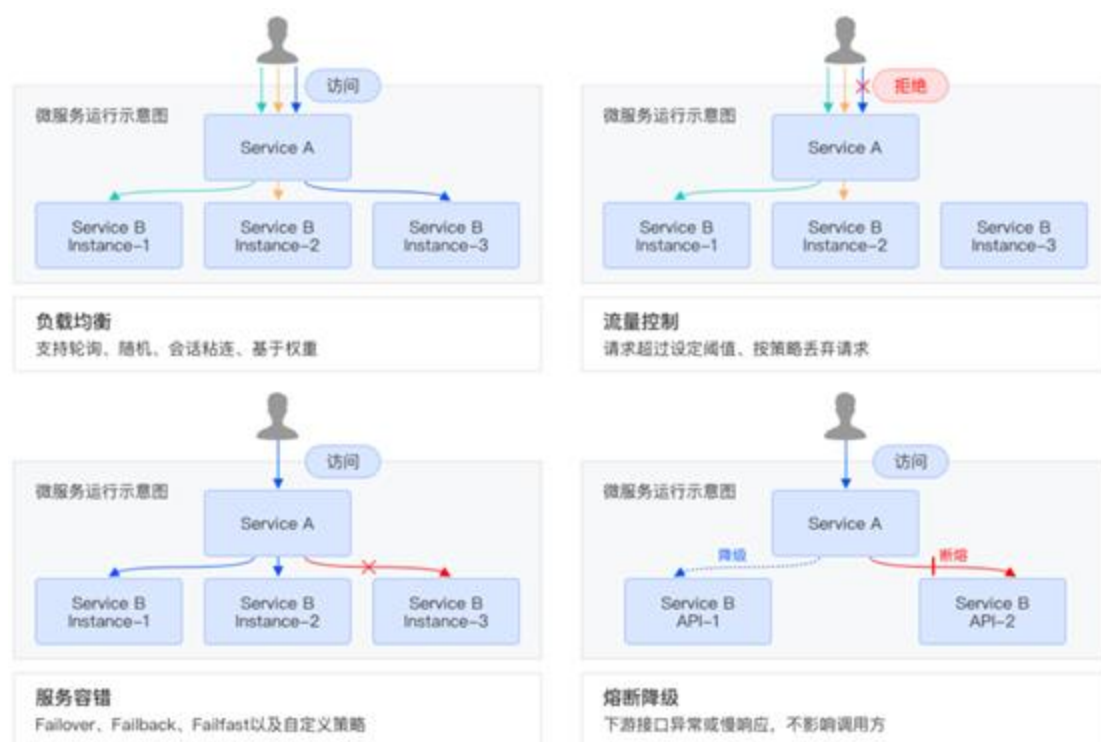 访问
微服务运行示意图
Service A
Service B
Instance-1
Service B
Instance-2
Service B
Instance-3
负载均衡
支持轮询、随机、会话粘连、基于权重
拒绝
微服务运行示意图
Service A
Service B
Instance-1
Service B
Instance-2
Service B
Instance-3
流量控制
请求超过设定阈值、按策略丢弃请求
访问
微服务运行示意图
Service A
Service B
Instance-1
Service B
Instance-2
Service B
Instance-3
服务容错
Failover、Failback、Failfast以及自定义策略
访问
微服务运行示意图
Service A
降级
断熔
Service B
API-1
Service B
API-2
熔断降级
下游接口异常或慢响应，不影响调用方